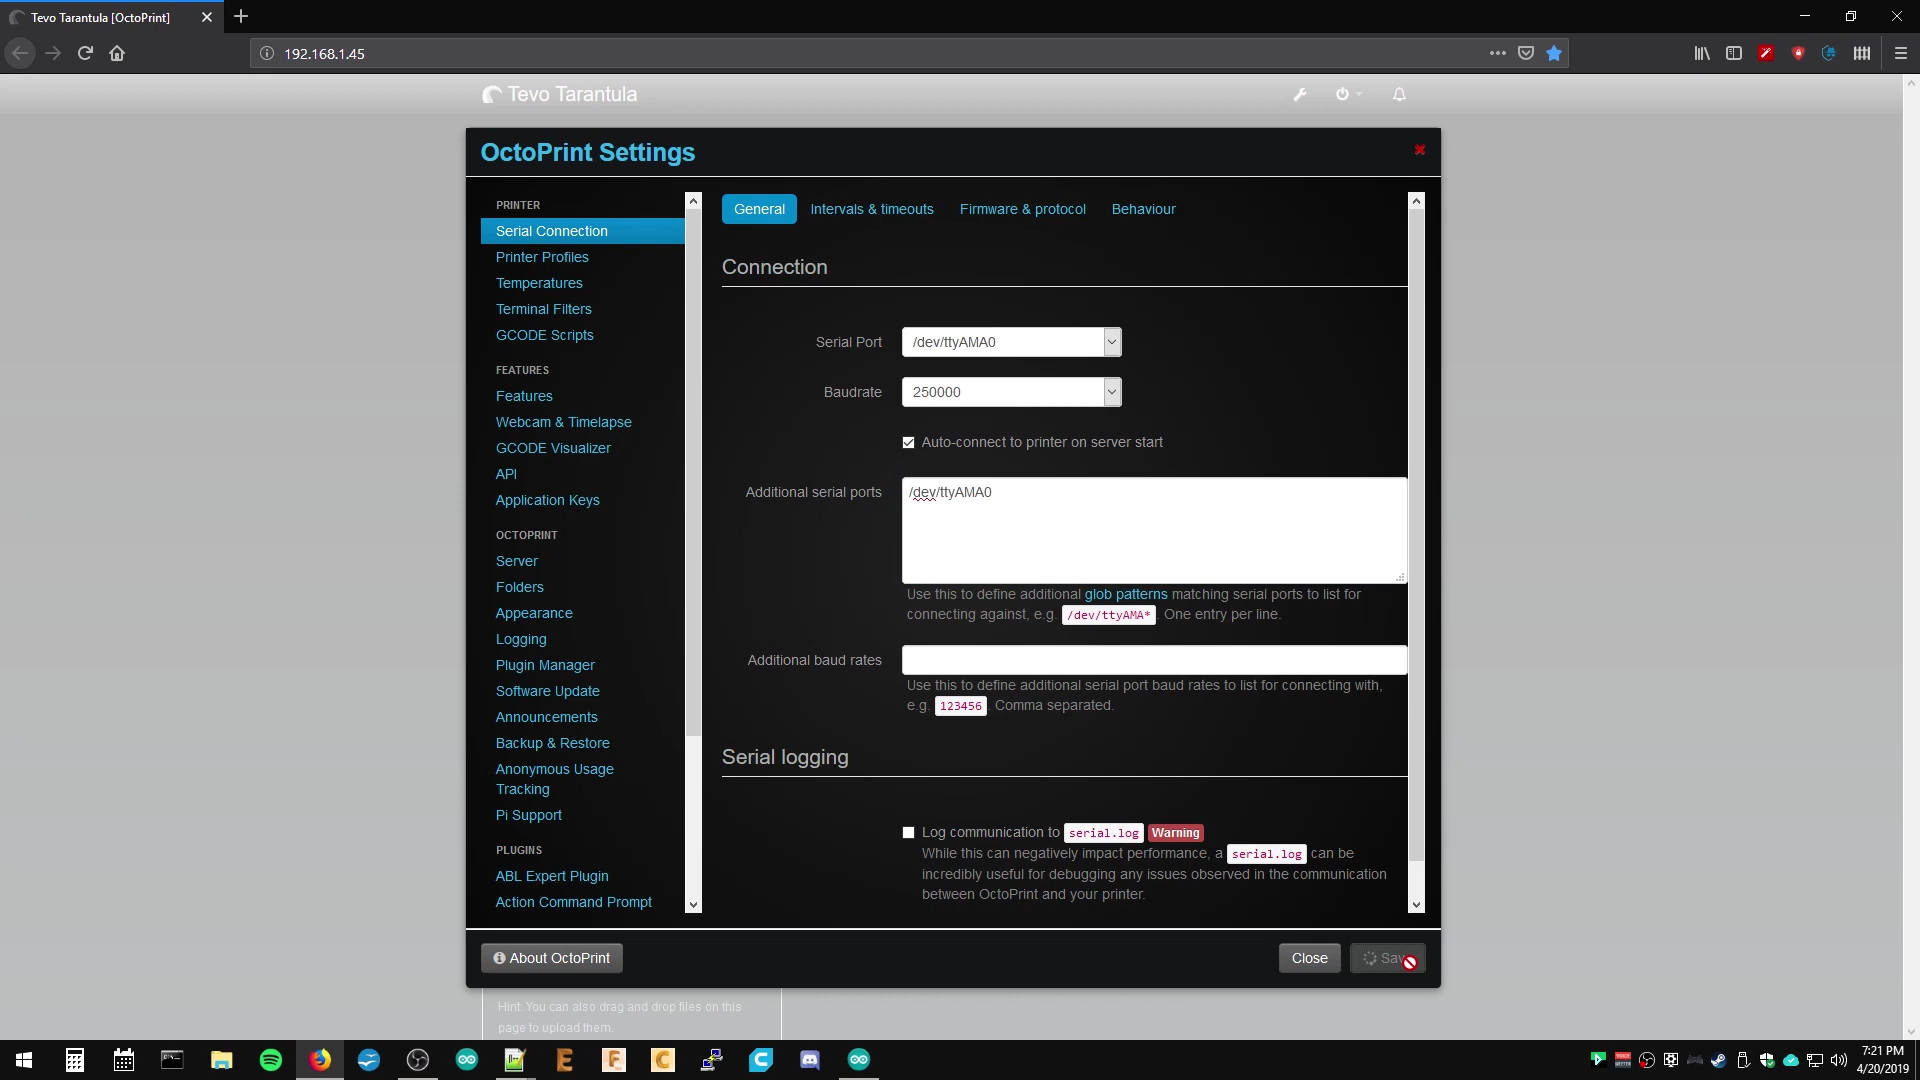 Tevo Tarantula [OctoPrint]
192.168.1.45
Tevo Tarantula
OctoPrint Settings
PRINTER
Serial Connection
Printer Profiles
Temperatures
Terminal Filters
GCODE Scripts
FEATURES
Features
Webcam & Timelapse
GCODE Visualizer
API
Application Keys
OCTOPRINT
Server
Folders
Appearance
Logging
Plugin Manager
Software Update
Announcements
Backup & Restore
Anonymous Usage
Tracking
Pi Support
PLUGINS
ABL Expert Plugin
Action Command Prompt
General Intervals & timeouts Firmware & protocol Behaviour
Connection
Serial Port /dev/ttyAMA0
Baudrate 250000
Auto-connect to printer on server start
Additional serial ports /dev/ttyAMA0
Use this to define additional glob patterns matching serial ports to list for
connecting against, e.g. /dev/ttyAMA* . One entry per line.
Additional baud rates
Use this to define additional serial port baud rates to list for connecting with,
e.g. 123456 . Comma separated.
Serial logging
Log communication to serial.log Warning
While this can negatively impact performance, a serial.log can be
incredibly useful for debugging any issues observed in the communication
between OctoPrint and your printer.
About OctoPrint
Close
Hint: You can also drag and drop files on this
page to upload them.
7:21 PM
4/20/2019